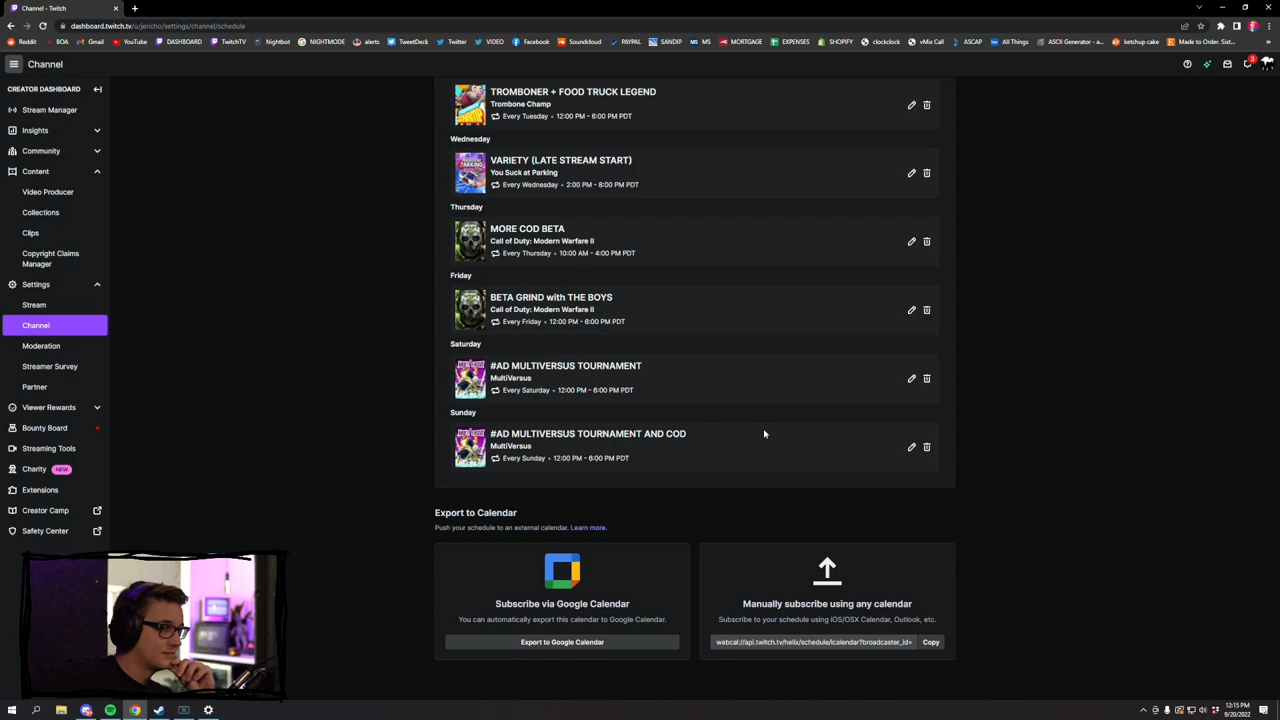 Channel - Twitch
dashboard.twitch.tv/u/jericho/settings/channel/schedule
Reddit BOA Gmail YouTube DASHBOARD TwitchTV Nightbot NIGHTMODE alerts TweetDeck Twitter VIDEO Facebook Soundcloud PAYPAL SANDIP MS MORTGAGE EXPENSES SHOPIFY clockclock vMix Call ASCAP All Things ASCII Generator - a... ketchup cake Made to Order. Sixt...
Channel
3
CREATOR DASHBOARD
Stream Manager
Insights
Community
Content
Video Producer
Collections
Clips
Copyright Claims
Manager
Settings
Stream
Channel
Moderation
Streamer Survey
Partner
Viewer Rewards
Bounty Board
Streaming Tools
Charity NEW
Extensions
Creator Camp
Safety Center
TROMBONER + FOOD TRUCK LEGEND
Trombone Champ
Every Tuesday • 12:00 PM - 6:00 PM PDT
Wednesday
VARIETY (LATE STREAM START)
You Suck at Parking
Every Wednesday • 2:00 PM - 8:00 PM PDT
Thursday
MORE COD BETA
Call of Duty: Modern Warfare II
Every Thursday • 10:00 AM - 4:00 PM PDT
Friday
BETA GRIND with THE BOYS
Call of Duty: Modern Warfare II
Every Friday • 12:00 PM - 6:00 PM PDT
Saturday
#AD MULTIVERSUS TOURNAMENT
MultiVersus
Every Saturday • 12:00 PM - 6:00 PM PDT
Sunday
#AD MULTIVERSUS TOURNAMENT AND COD
MultiVersus
Every Sunday • 12:00 PM - 6:00 PM PDT
Export to Calendar
Push your schedule to an external calendar. Learn more.
Subscribe via Google Calendar
You can automatically export this calendar to Google Calendar.
Export to Google Calendar
Manually subscribe using any calendar
Subscribe to your schedule using iOS/OSX Calendar, Outlook, etc.
webcal://api.twitch.tv/helix/schedule/icalendar?broadcaster_id= Copy
12:15 PM
9/20/2022